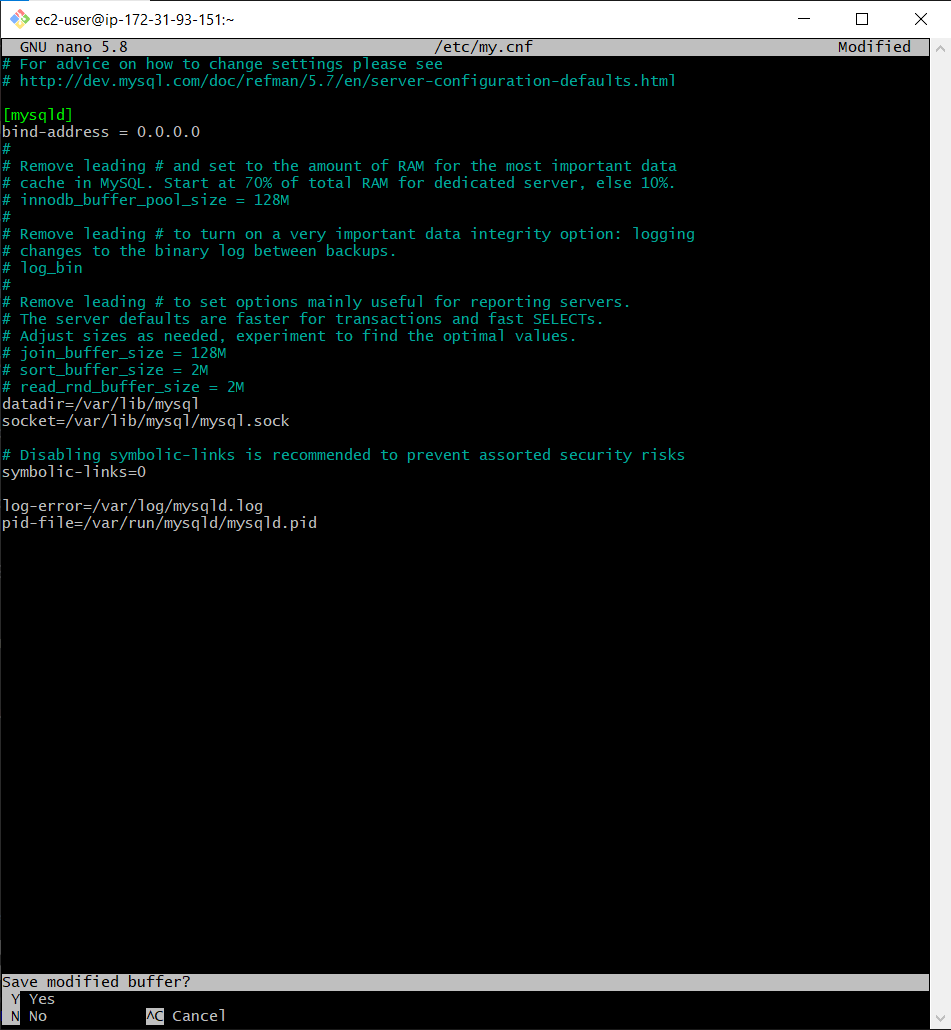 ec2-user@ip-172-31-93-151:~
GNU nano 5.8 /etc/my.cnf Modified
# For advice on how to change settings please see
# http://dev.mysql.com/doc/refman/5.7/en/server-configuration-defaults.html
[mysqld]
bind-address = 0.0.0.0
#
# Remove leading # and set to the amount of RAM for the most important data
# cache in MySQL. Start at 70% of total RAM for dedicated server, else 10%.
# innodb_buffer_pool_size = 128M
#
# Remove leading # to turn on a very important data integrity option: logging
# changes to the binary log between backups.
# log_bin
#
# Remove leading # to set options mainly useful for reporting servers.
# The server defaults are faster for transactions and fast SELECTs.
# Adjust sizes as needed, experiment to find the optimal values.
# join_buffer_size = 128M
# sort_buffer_size = 2M
# read_rnd_buffer_size = 2M
datadir=/var/lib/mysql
socket=/var/lib/mysql/mysql.sock
# Disabling symbolic-links is recommended to prevent assorted security risks
symbolic-links=0
log-error=/var/log/mysqld.log
pid-file=/var/run/mysqld/mysqld.pid
Save modified buffer?
Y Yes
N No ^C Cancel